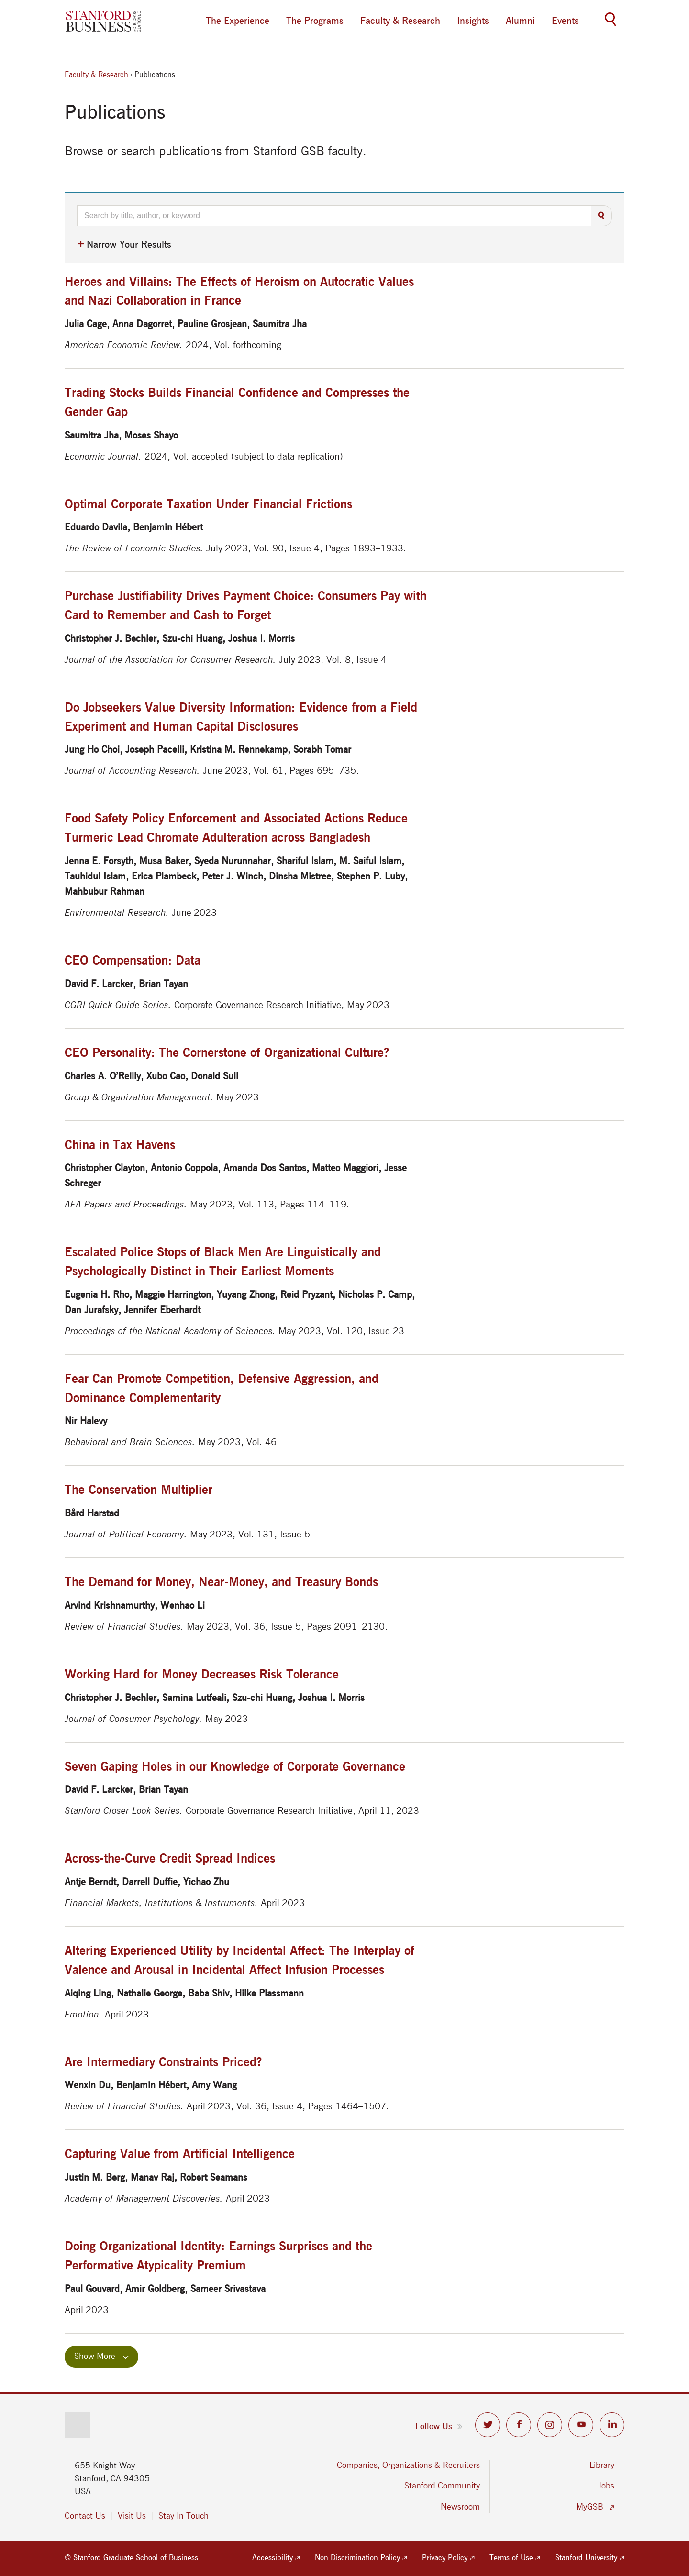 STANFORD
BUSINESS
The Experience
The Programs
Faculty & Research
Insights
Alumni
Events
Faculty & Research › Publications
Publications
Browse or search publications from Stanford GSB faculty.
Search by title, author, or keyword
+ Narrow Your Results
Heroes and Villains: The Effects of Heroism on Autocratic Values
and Nazi Collaboration in France
Julia Cage, Anna Dagorret, Pauline Grosjean, Saumitra Jha
American Economic Review. 2024, Vol. forthcoming
Trading Stocks Builds Financial Confidence and Compresses the
Gender Gap
Saumitra Jha, Moses Shayo
Economic Journal. 2024, Vol. accepted (subject to data replication)
Optimal Corporate Taxation Under Financial Frictions
Eduardo Davila, Benjamin Hébert
The Review of Economic Studies. July 2023, Vol. 90, Issue 4, Pages 1893–1933.
Purchase Justifiability Drives Payment Choice: Consumers Pay with
Card to Remember and Cash to Forget
Christopher J. Bechler, Szu-chi Huang, Joshua I. Morris
Journal of the Association for Consumer Research. July 2023, Vol. 8, Issue 4
Do Jobseekers Value Diversity Information: Evidence from a Field
Experiment and Human Capital Disclosures
Jung Ho Choi, Joseph Pacelli, Kristina M. Rennekamp, Sorabh Tomar
Journal of Accounting Research. June 2023, Vol. 61, Pages 695–735.
Food Safety Policy Enforcement and Associated Actions Reduce
Turmeric Lead Chromate Adulteration across Bangladesh
Jenna E. Forsyth, Musa Baker, Syeda Nurunnahar, Shariful Islam, M. Saiful Islam,
Tauhidul Islam, Erica Plambeck, Peter J. Winch, Dinsha Mistree, Stephen P. Luby,
Mahbubur Rahman
Environmental Research. June 2023
CEO Compensation: Data
David F. Larcker, Brian Tayan
CGRI Quick Guide Series. Corporate Governance Research Initiative, May 2023
CEO Personality: The Cornerstone of Organizational Culture?
Charles A. O'Reilly, Xubo Cao, Donald Sull
Group & Organization Management. May 2023
China in Tax Havens
Christopher Clayton, Antonio Coppola, Amanda Dos Santos, Matteo Maggiori, Jesse
Schreger
AEA Papers and Proceedings. May 2023, Vol. 113, Pages 114–119.
Escalated Police Stops of Black Men Are Linguistically and
Psychologically Distinct in Their Earliest Moments
Eugenia H. Rho, Maggie Harrington, Yuyang Zhong, Reid Pryzant, Nicholas P. Camp,
Dan Jurafsky, Jennifer Eberhardt
Proceedings of the National Academy of Sciences. May 2023, Vol. 120, Issue 23
Fear Can Promote Competition, Defensive Aggression, and
Dominance Complementarity
Nir Halevy
Behavioral and Brain Sciences. May 2023, Vol. 46
The Conservation Multiplier
Bård Harstad
Journal of Political Economy. May 2023, Vol. 131, Issue 5
The Demand for Money, Near-Money, and Treasury Bonds
Arvind Krishnamurthy, Wenhao Li
Review of Financial Studies. May 2023, Vol. 36, Issue 5, Pages 2091–2130.
Working Hard for Money Decreases Risk Tolerance
Christopher J. Bechler, Samina Lutfeali, Szu-chi Huang, Joshua I. Morris
Journal of Consumer Psychology. May 2023
Seven Gaping Holes in our Knowledge of Corporate Governance
David F. Larcker, Brian Tayan
Stanford Closer Look Series. Corporate Governance Research Initiative, April 11, 2023
Across-the-Curve Credit Spread Indices
Antje Berndt, Darrell Duffie, Yichao Zhu
Financial Markets, Institutions & Instruments. April 2023
Altering Experienced Utility by Incidental Affect: The Interplay of
Valence and Arousal in Incidental Affect Infusion Processes
Aiqing Ling, Nathalie George, Baba Shiv, Hilke Plassmann
Emotion. April 2023
Are Intermediary Constraints Priced?
Wenxin Du, Benjamin Hébert, Amy Wang
Review of Financial Studies. April 2023, Vol. 36, Issue 4, Pages 1464–1507.
Capturing Value from Artificial Intelligence
Justin M. Berg, Manav Raj, Robert Seamans
Academy of Management Discoveries. April 2023
Doing Organizational Identity: Earnings Surprises and the
Performative Atypicality Premium
Paul Gouvard, Amir Goldberg, Sameer Srivastava
April 2023
Show More
Follow Us
655 Knight Way
Stanford, CA 94305
USA
Contact Us
Visit Us
Stay In Touch
Companies, Organizations & Recruiters
Stanford Community
Newsroom
Library
Jobs
MyGSB
© Stanford Graduate School of Business
Accessibility
Non-Discrimination Policy
Privacy Policy
Terms of Use
Stanford University